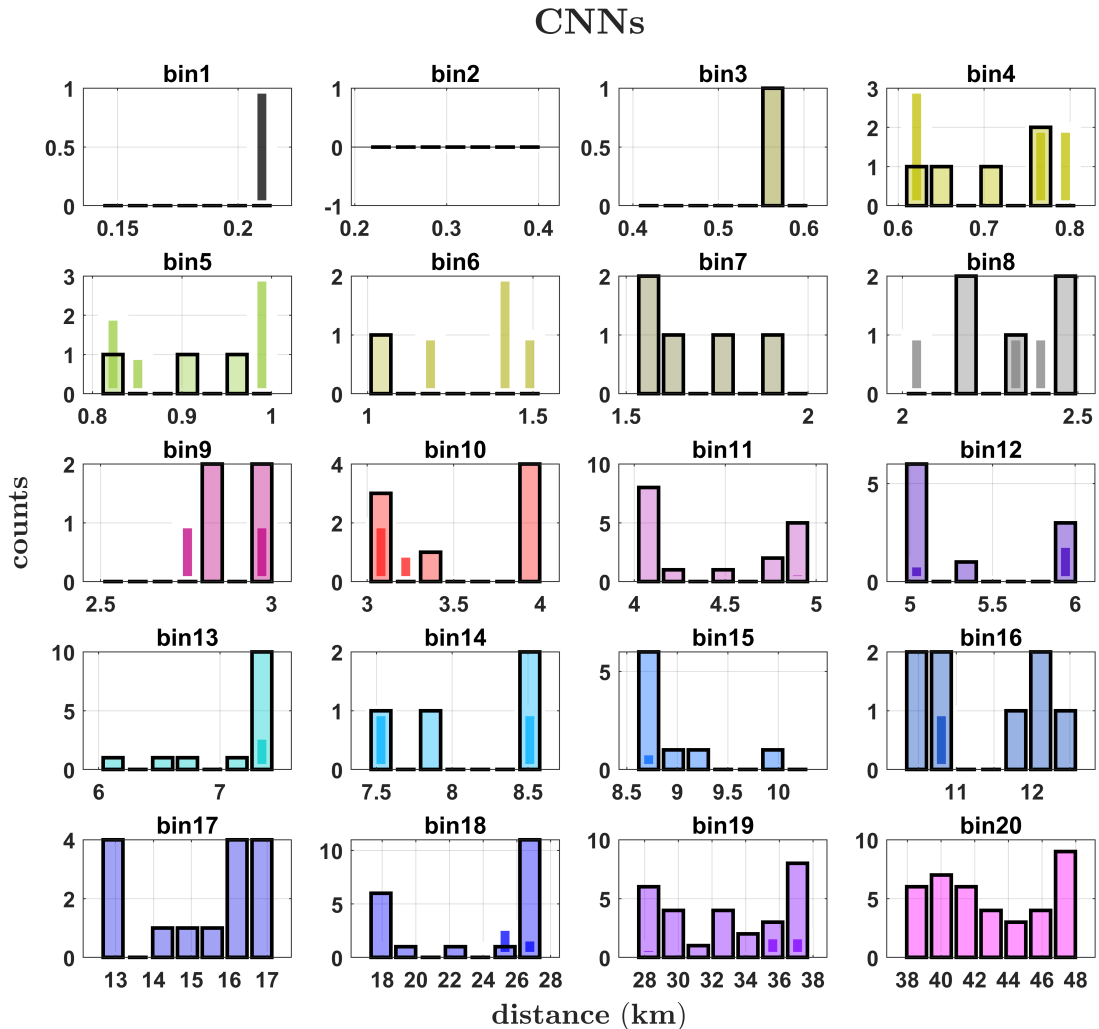 CNNs
bin1 bin2 bin3 bin4
1 1 1 3
2
0.5 0 0.5
1
0 -1 0 0
0.15 0.2 0.2 0.3 0.4 0.4 0.5 0.6 0.6 0.7 0.8
bin5 bin6 bin7 bin8
3 2 2 2
2
1 1 1
1
0 0 0 0
0.8 0.9 1 1 1.5 1.5 2 2 2.5
bin9 bin10 bin11 bin12
2 4 10 6
4
1 2 5
2
0 0 0 0
2.5 3 3 3.5 4 4 4.5 5 5 5.5 6
bin13 bin14 bin15 bin16
10 2 6 2
4
5 1 1
2
0 0 0 0
6 7 7.5 8 8.5 8.5 9 9.5 10 11 12
bin17 bin18 bin19 bin20
4 10 10 10
2 5 5 5
0 0 0 0
13 14 15 16 17 18 20 22 24 26 28 28 30 32 34 36 38 38 40 42 44 46 48
counts
distance (km)